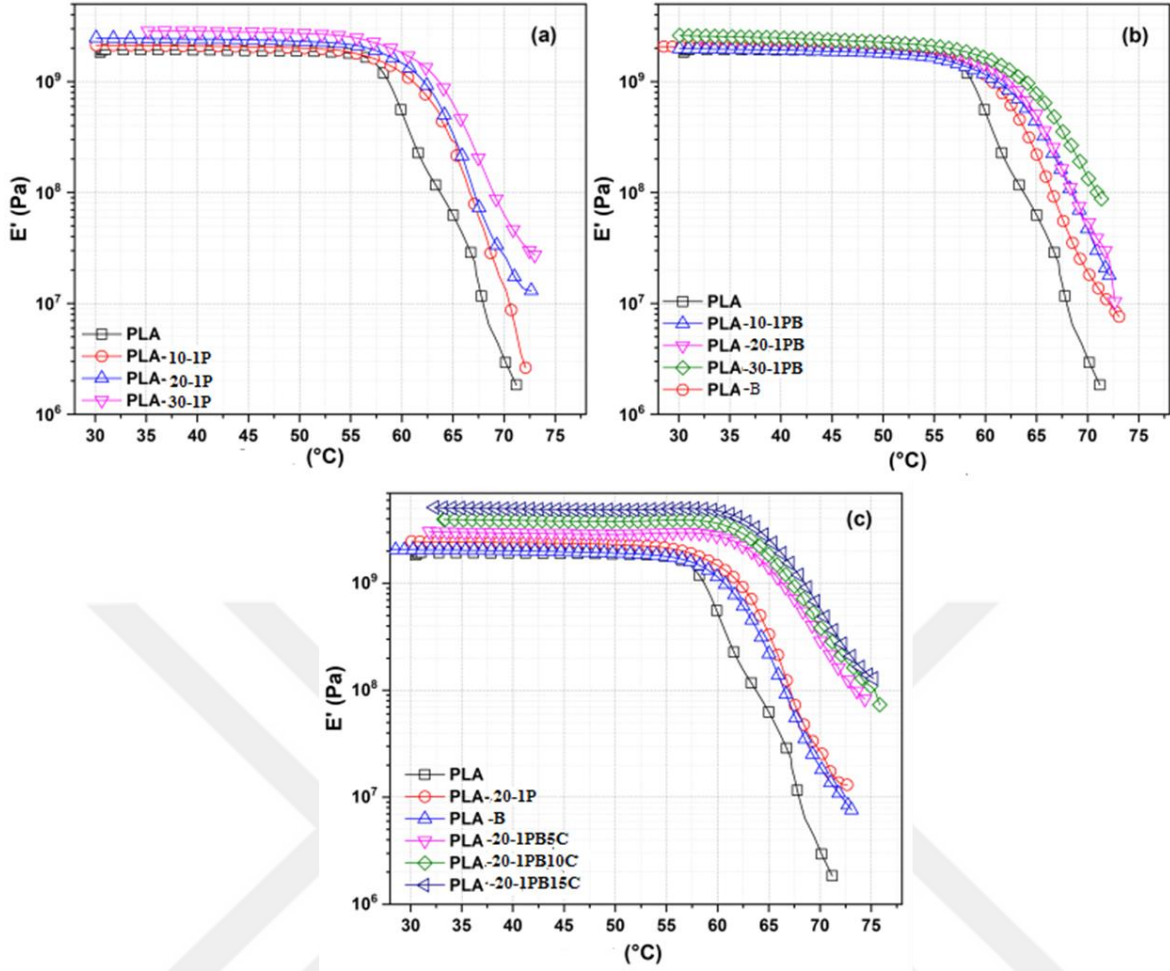 (a)
10⁹
10⁸
10⁷
10⁶
E' (Pa)
PLA
PLA-10-1P
PLA-20-1P
PLA-30-1P
30 35 40 45 50 55 60 65 70 75
(°C)
(b)
10⁹
10⁸
10⁷
10⁶
E' (Pa)
PLA
PLA-10-1PB
PLA-20-1PB
PLA-30-1PB
PLA-B
30 35 40 45 50 55 60 65 70 75
(°C)
(c)
10⁹
10⁸
10⁷
10⁶
E' (Pa)
PLA
PLA-20-1P
PLA-B
PLA-20-1PB5C
PLA-20-1PB10C
PLA-20-1PB15C
30 35 40 45 50 55 60 65 70 75
(°C)